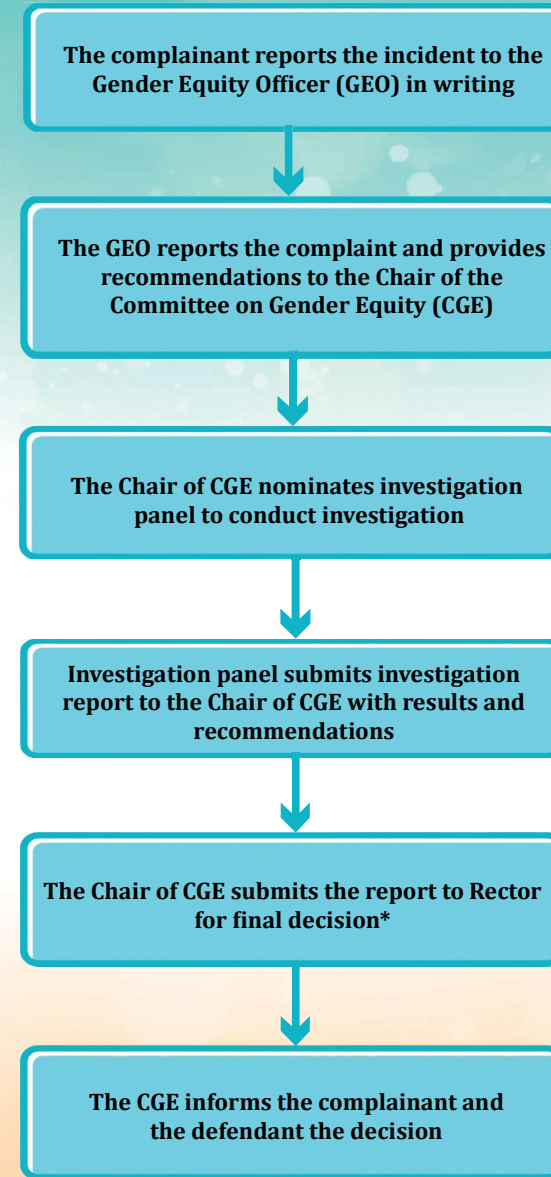 The complainant reports the incident to the
Gender Equity Officer (GEO) in writing
The GEO reports the complaint and provides
recommendations to the Chair of the
Committee on Gender Equity (CGE)
The Chair of CGE nominates investigation
panel to conduct investigation
Investigation panel submits investigation
report to the Chair of CGE with results and
recommendations
The Chair of CGE submits the report to Rector
for final decision*
The CGE informs the complainant and
the defendant the decision